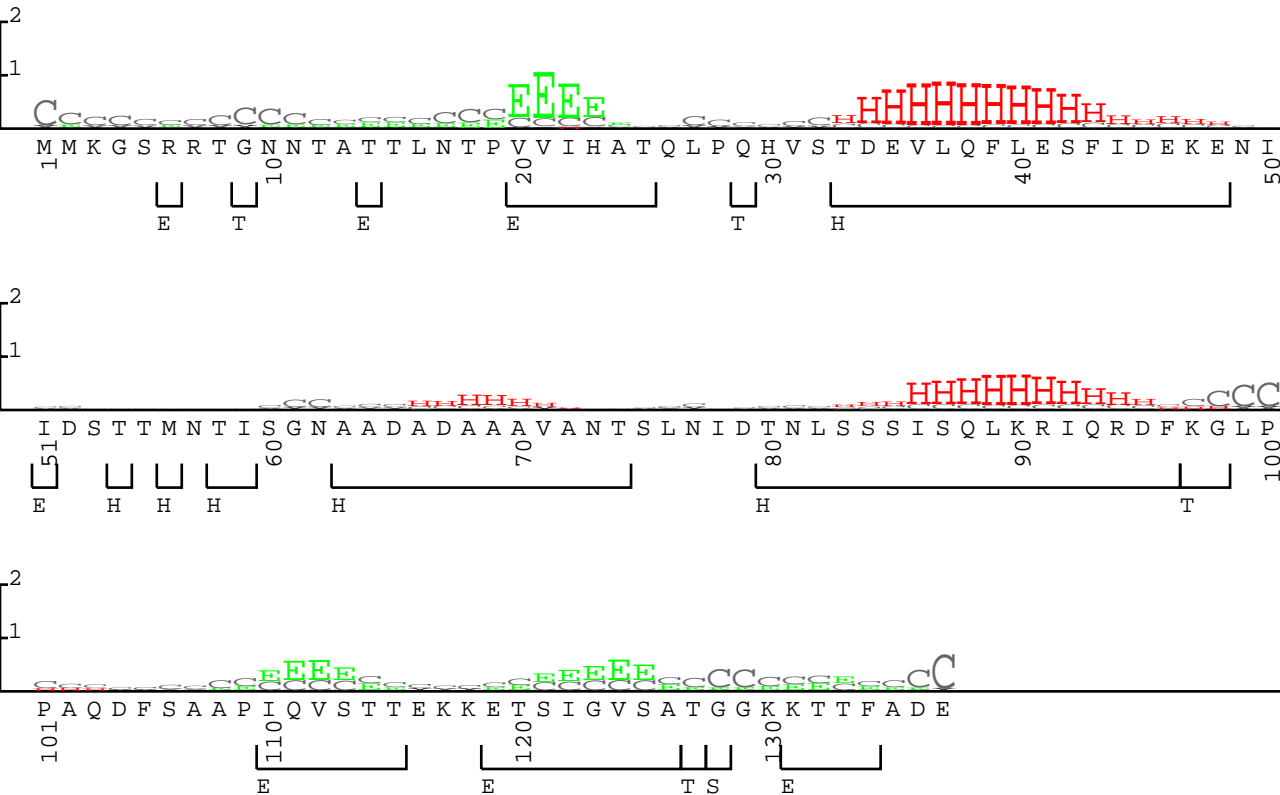 2
1
C C C C C C C C C C C
E E E E
H H H H H H H H H H
M M K G S R R T G N N T A T T L N T P V V I H A T Q L P Q H V S T D E V L Q F L E S F I D E K E N I
1 10 20 30 40 50
E T E E T H
2
1
H H H H H H H H H C C C
I D S T T M N T I S G N A A D A D A A A V A N T S L N I D T N L S S S I S Q L K R I Q R D F K G L P
51 60 70 80 90 100
E H H H H H T
2
1
E E E E E E E E E C C C C
P A Q D F S A A P I Q V S T T E K K E T S I G V S A T G G K K T T F A D E
101 110 120 130
E E T S E